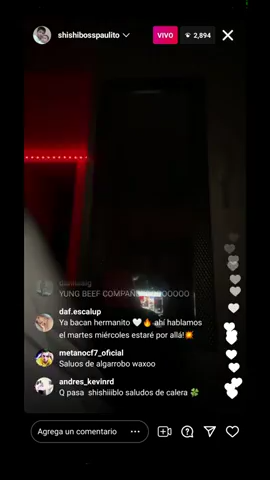 shishibosspaulito
VIVO
2,894
YUNG BEEF COMPAÑ
daf.escalup
Ya bacan hermanito 🤍🔥 ahí hablamos
el martes miércoles estaré por allá!💥
metanocf7_oficial
Saluos de algarrobo waxoo
andres_kevinrd
Q pasa shishiiiblo saludos de calera 🍀
Agrega un comentario